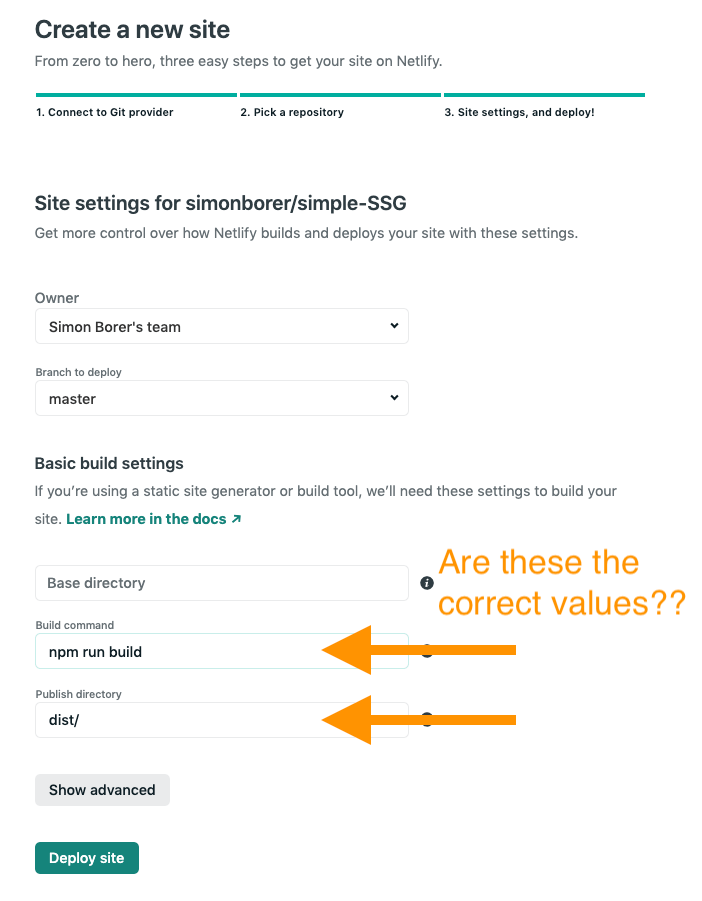 Create a new site
From zero to hero, three easy steps to get your site on Netlify.
1. Connect to Git provider
2. Pick a repository
3. Site settings, and deploy!
Site settings for simonborer/simple-SSG
Get more control over how Netlify builds and deploys your site with these settings.
Owner
Simon Borer's team
Branch to deploy
master
Basic build settings
If you’re using a static site generator or build tool, we’ll need these settings to build your
site. Learn more in the docs ↗
Base directory
Are these the
correct values??
Build command
npm run build
Publish directory
dist/
Show advanced
Deploy site